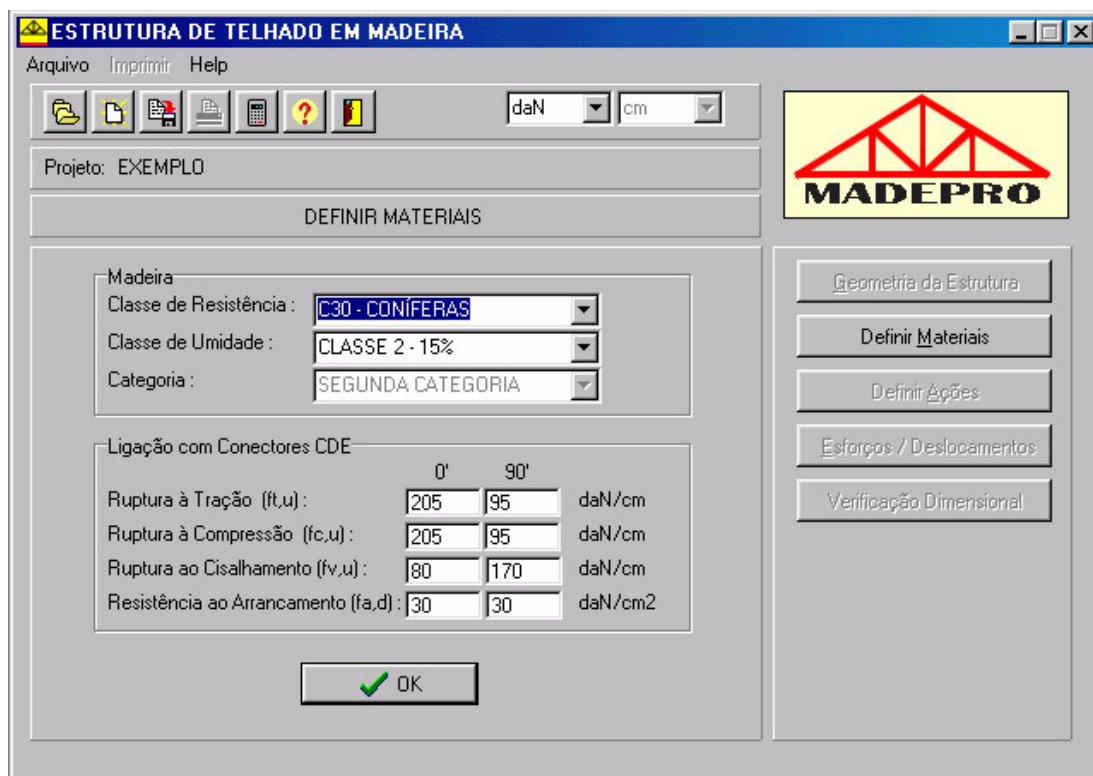 ESTRUTURA DE TELHADO EM MADEIRA
Arquivo Imprimir Help
daN cm
Projeto: EXEMPLO
DEFINIR MATERIAIS
MADEPRO
Madeira
Classe de Resistência : C30 - CONÍFERAS
Classe de Umidade : CLASSE 2 - 15%
Categoria : SEGUNDA CATEGORIA
Ligação com Conectores CDE
0' 90'
Ruptura à Tração (ft,u) : 205 95 daN/cm
Ruptura à Compressão (fc,u) : 205 95 daN/cm
Ruptura ao Cisalhamento (fv,u) : 80 170 daN/cm
Resistência ao Arrancamento (fa,d) : 30 30 daN/cm2
OK
Geometria da Estrutura
Definir Materiais
Definir Ações
Esforços / Deslocamentos
Verificação Dimensional